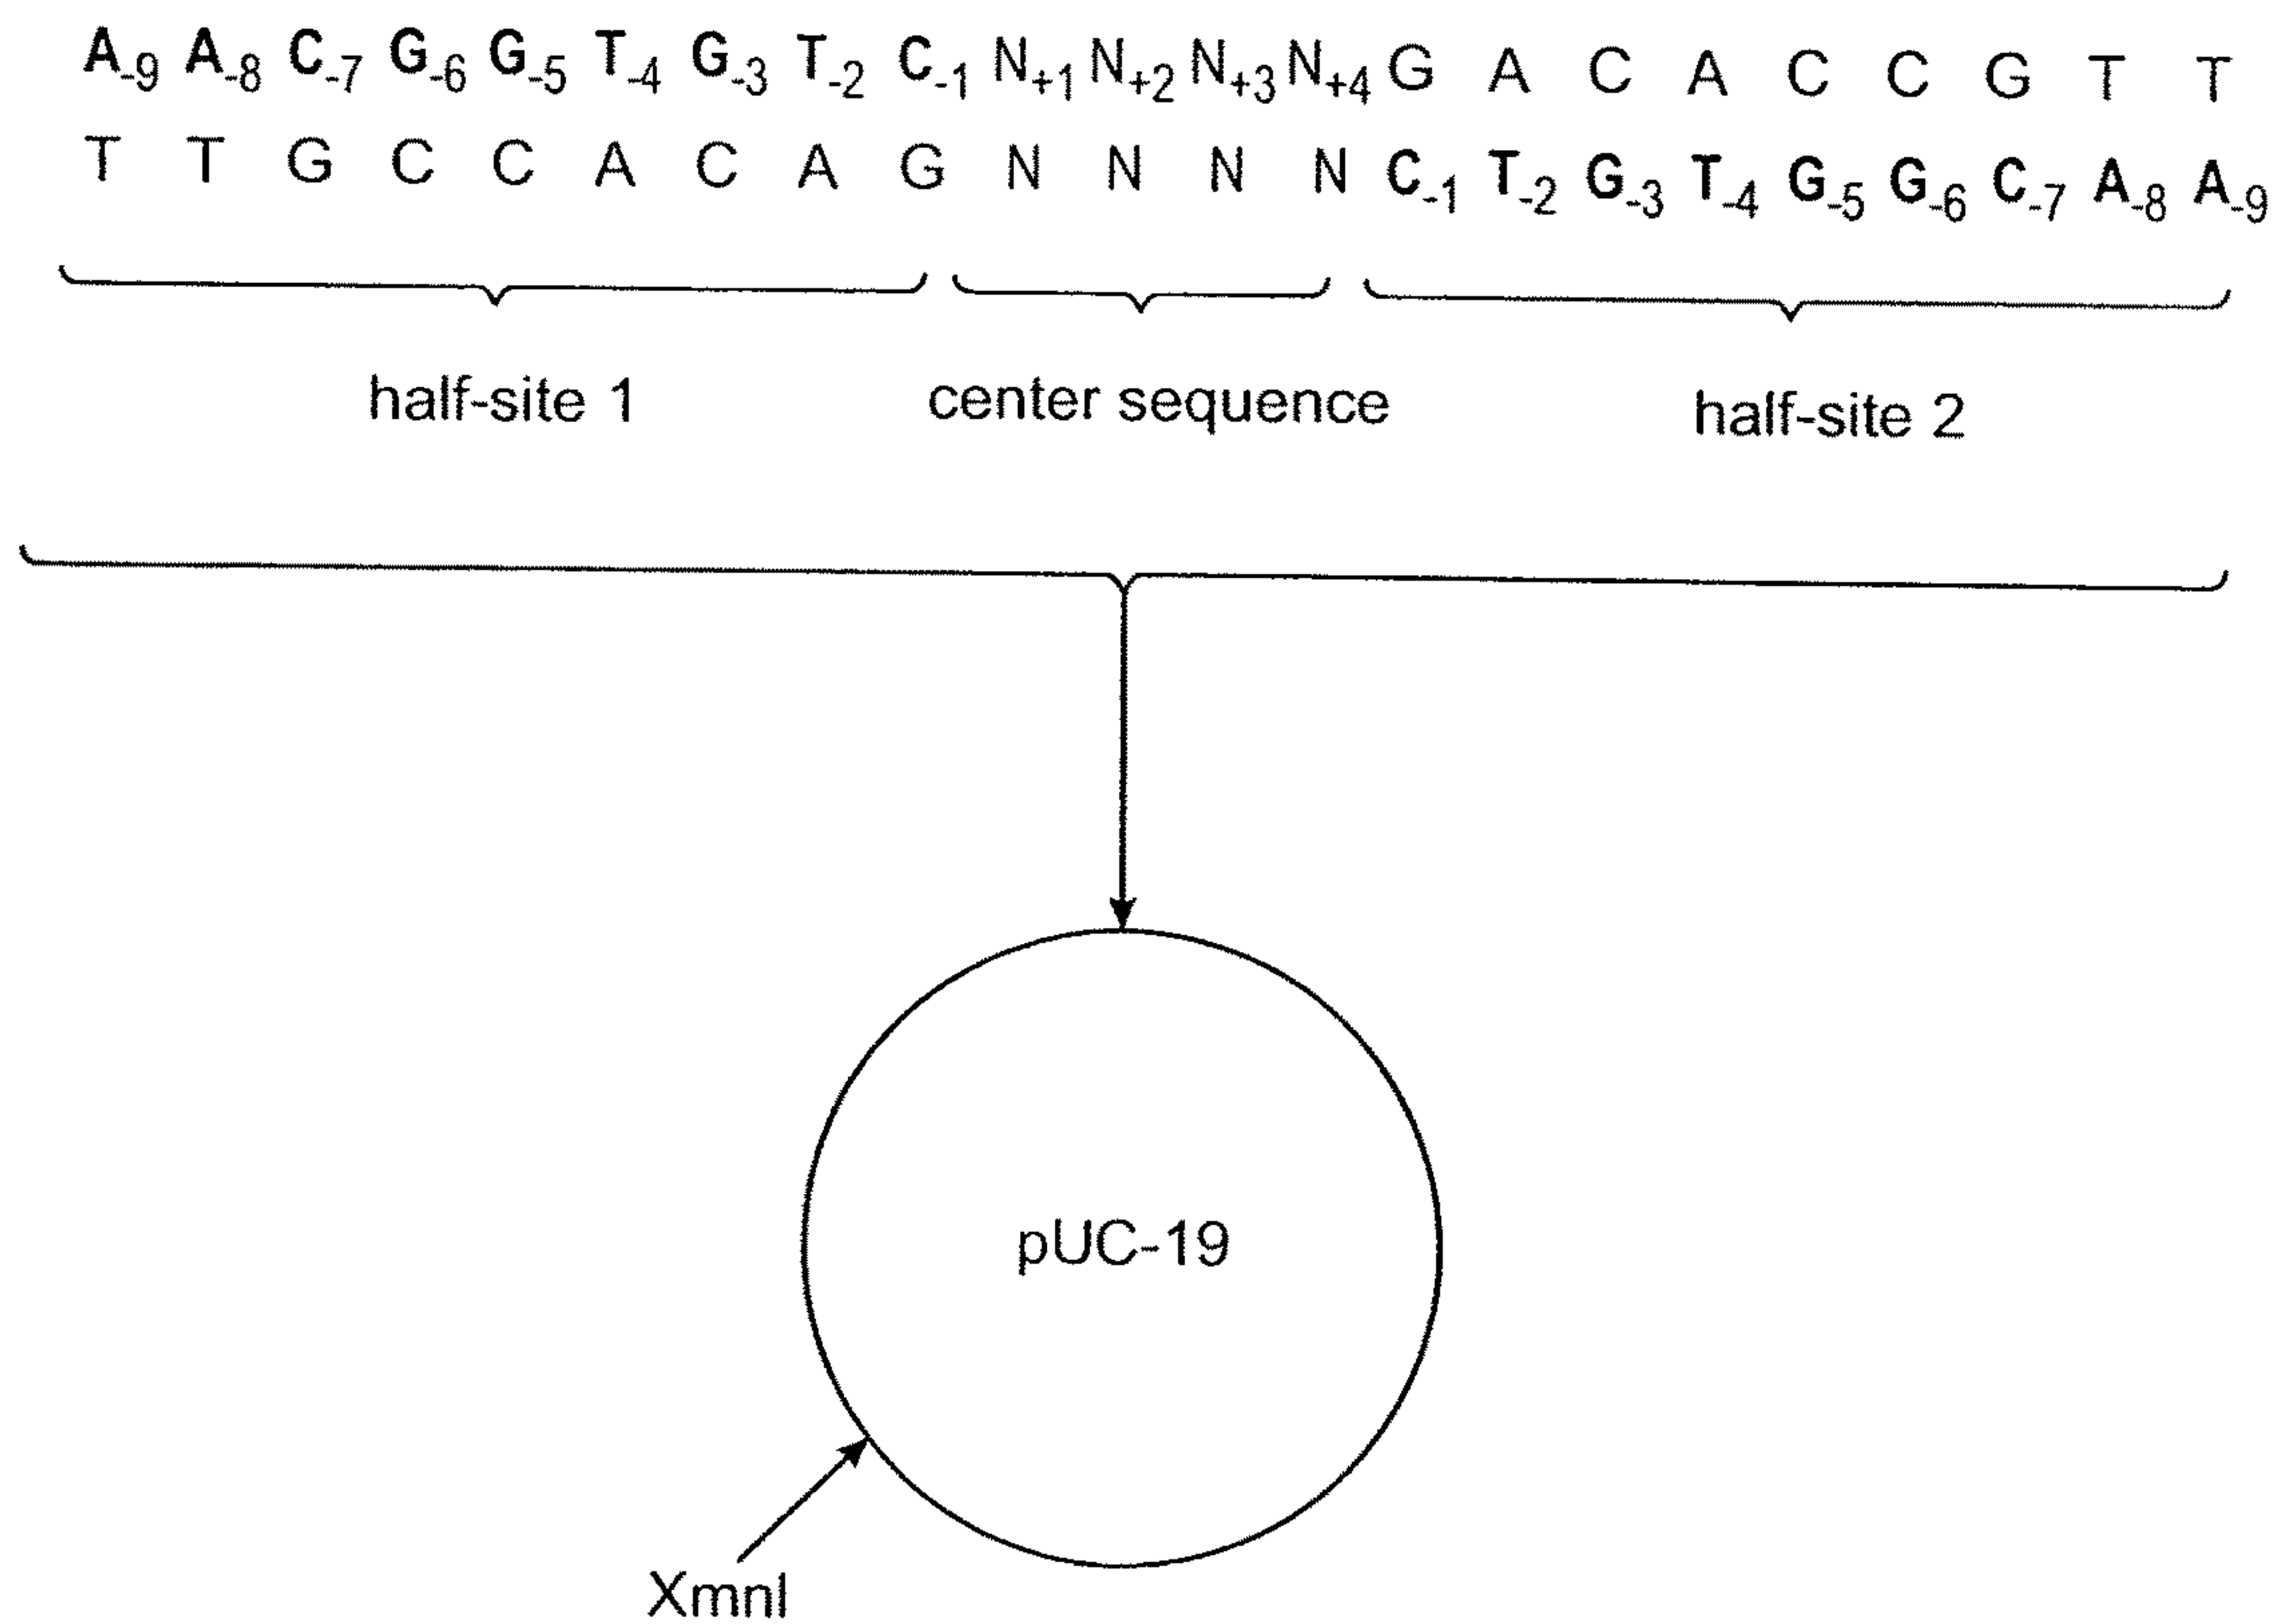 A-9 A-8 C-7 G-6 G-5 T-4 G-3 T-2 C-1 N+1 N+2 N+3 N+4 G A C A C C G T T
T T G C C A C A G N N N N C-1 T-2 G-3 T-4 G-5 G-6 C-7 A-8 A-9
half-site 1 center sequence half-site 2
pUC-19
XmnI